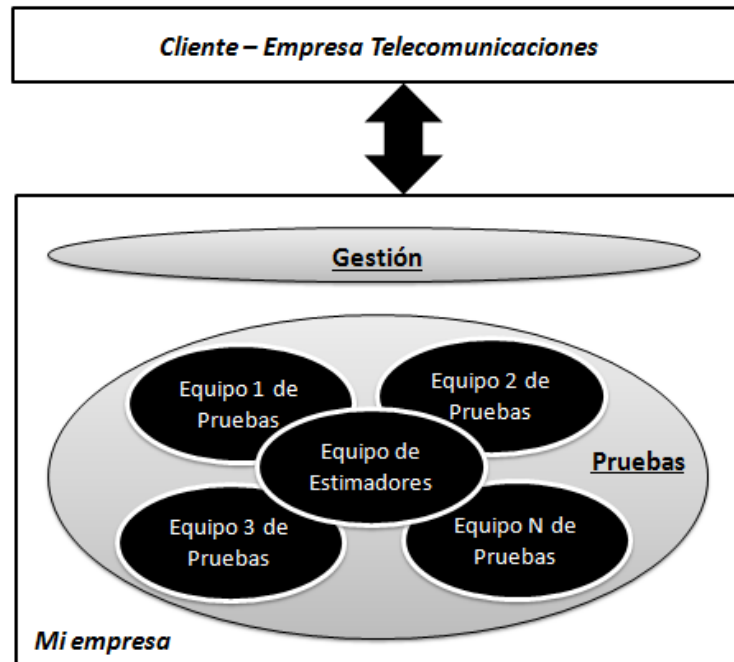 Cliente – Empresa Telecomunicaciones
Gestión
Equipo 1 de
Pruebas
Equipo 2 de
Pruebas
Equipo de
Estimadores
Pruebas
Equipo 3 de
Pruebas
Equipo N de
Pruebas
Mi empresa